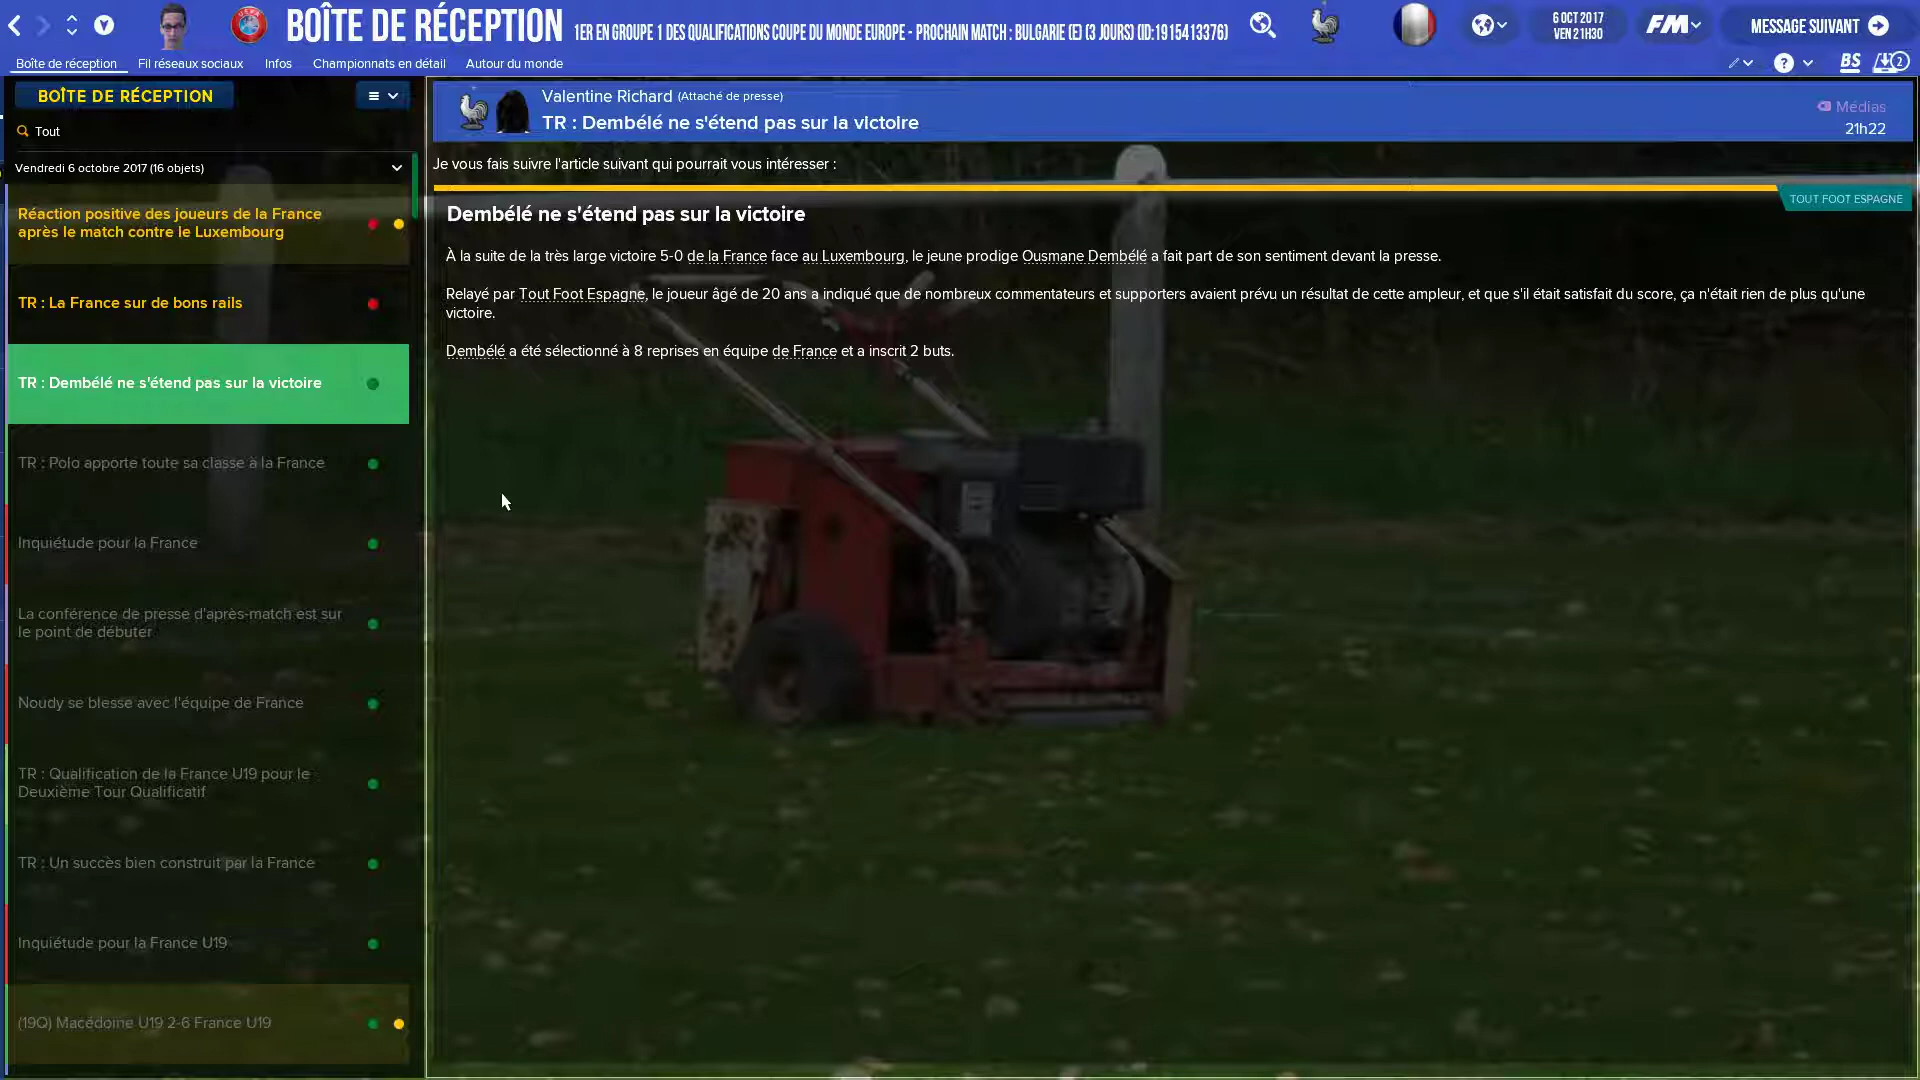 BOÎTE DE RÉCEPTION
1ER EN GROUPE 1 DES QUALIFICATIONS COUPE DU MONDE EUROPE - PROCHAIN MATCH : BULGARIE (E) (3 JOURS) (ID:1915413376)
6 OCT 2017
VEN 21H30
FM
MESSAGE SUIVANT
Boîte de réception
Fil réseaux sociaux
Infos
Championnats en détail
Autour du monde
BS
2
BOÎTE DE RÉCEPTION
Tout
Vendredi 6 octobre 2017 (16 objets)
Réaction positive des joueurs de la France
après le match contre le Luxembourg
TR : La France sur de bons rails
TR : Dembélé ne s'étend pas sur la victoire
TR : Polo apporte toute sa classe à la France
Inquiétude pour la France
La conférence de presse d'après-match est sur
le point de débuter
Noudy se blesse avec l'équipe de France
TR : Qualification de la France U19 pour le
Deuxième Tour Qualificatif
TR : Un succès bien construit par la France
Inquiétude pour la France U19
(19Q) Macédoine U19 2-6 France U19
Valentine Richard (Attaché de presse)
TR : Dembélé ne s'étend pas sur la victoire
Médias
21h22
Je vous fais suivre l'article suivant qui pourrait vous intéresser :
TOUT FOOT ESPAGNE
Dembélé ne s'étend pas sur la victoire
À la suite de la très large victoire 5-0 de la France face au Luxembourg, le jeune prodige Ousmane Dembélé a fait part de son sentiment devant la presse.
Relayé par Tout Foot Espagne, le joueur âgé de 20 ans a indiqué que de nombreux commentateurs et supporters avaient prévu un résultat de cette ampleur, et que s'il était satisfait du score, ça n'était rien de plus qu'une
victoire.
Dembélé a été sélectionné à 8 reprises en équipe de France et a inscrit 2 buts.